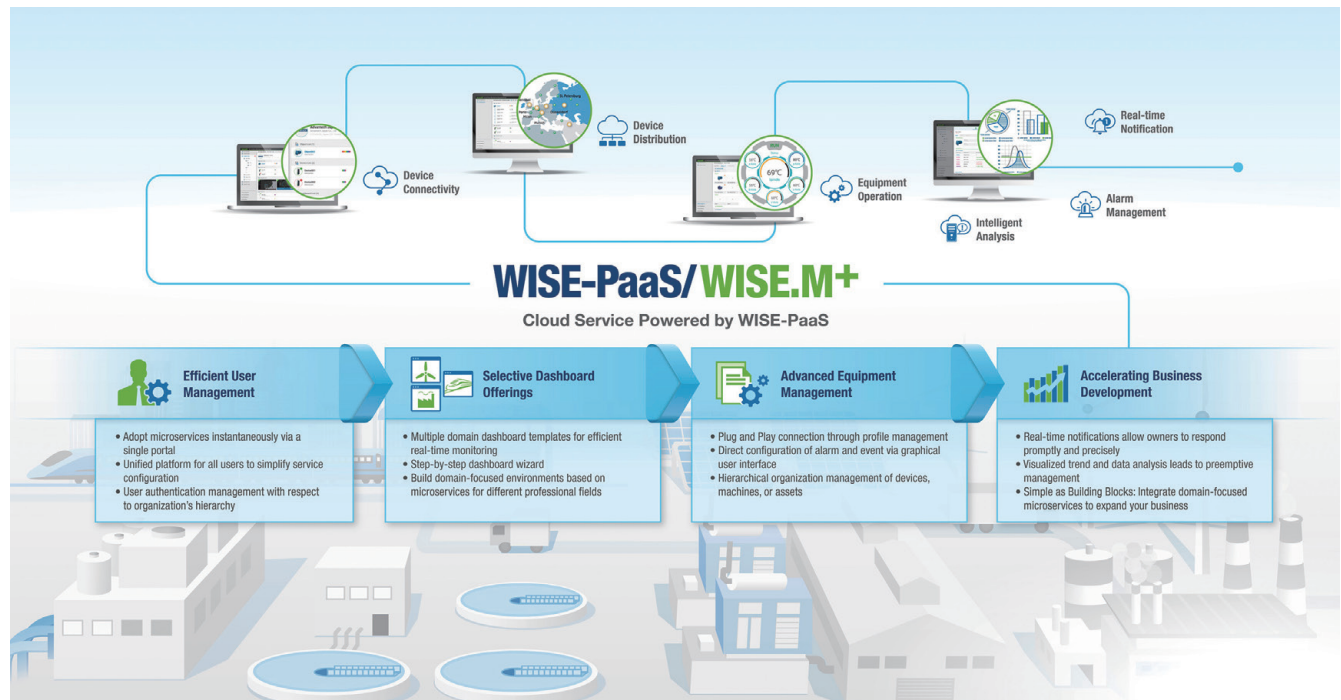 Device
Connectivity
Device
Distribution
Equipment
Operation
69°C
Intelligent
Analysis
Real-time
Notification
Alarm
Management
WISE-PaaS/WISE.M+
Cloud Service Powered by WISE-PaaS
Efficient User
Management
• Adopt microservices instantaneously via a
single portal
• Unified platform for all users to simplify service
configuration
• User authentication management with respect
to organization's hierarchy
Selective Dashboard
Offerings
• Multiple domain dashboard templates for efficient
real-time monitoring
• Step-by-step dashboard wizard
• Build domain-focused environments based on
microservices for different professional fields
Advanced Equipment
Management
• Plug and Play connection through profile management
• Direct configuration of alarm and event via graphical
user interface
• Hierarchical organization management of devices,
machines, or assets
Accelerating Business
Development
• Real-time notifications allow owners to respond
promptly and precisely
• Visualized trend and data analysis leads to preemptive
management
• Simple as Building Blocks: Integrate domain-focused
microservices to expand your business